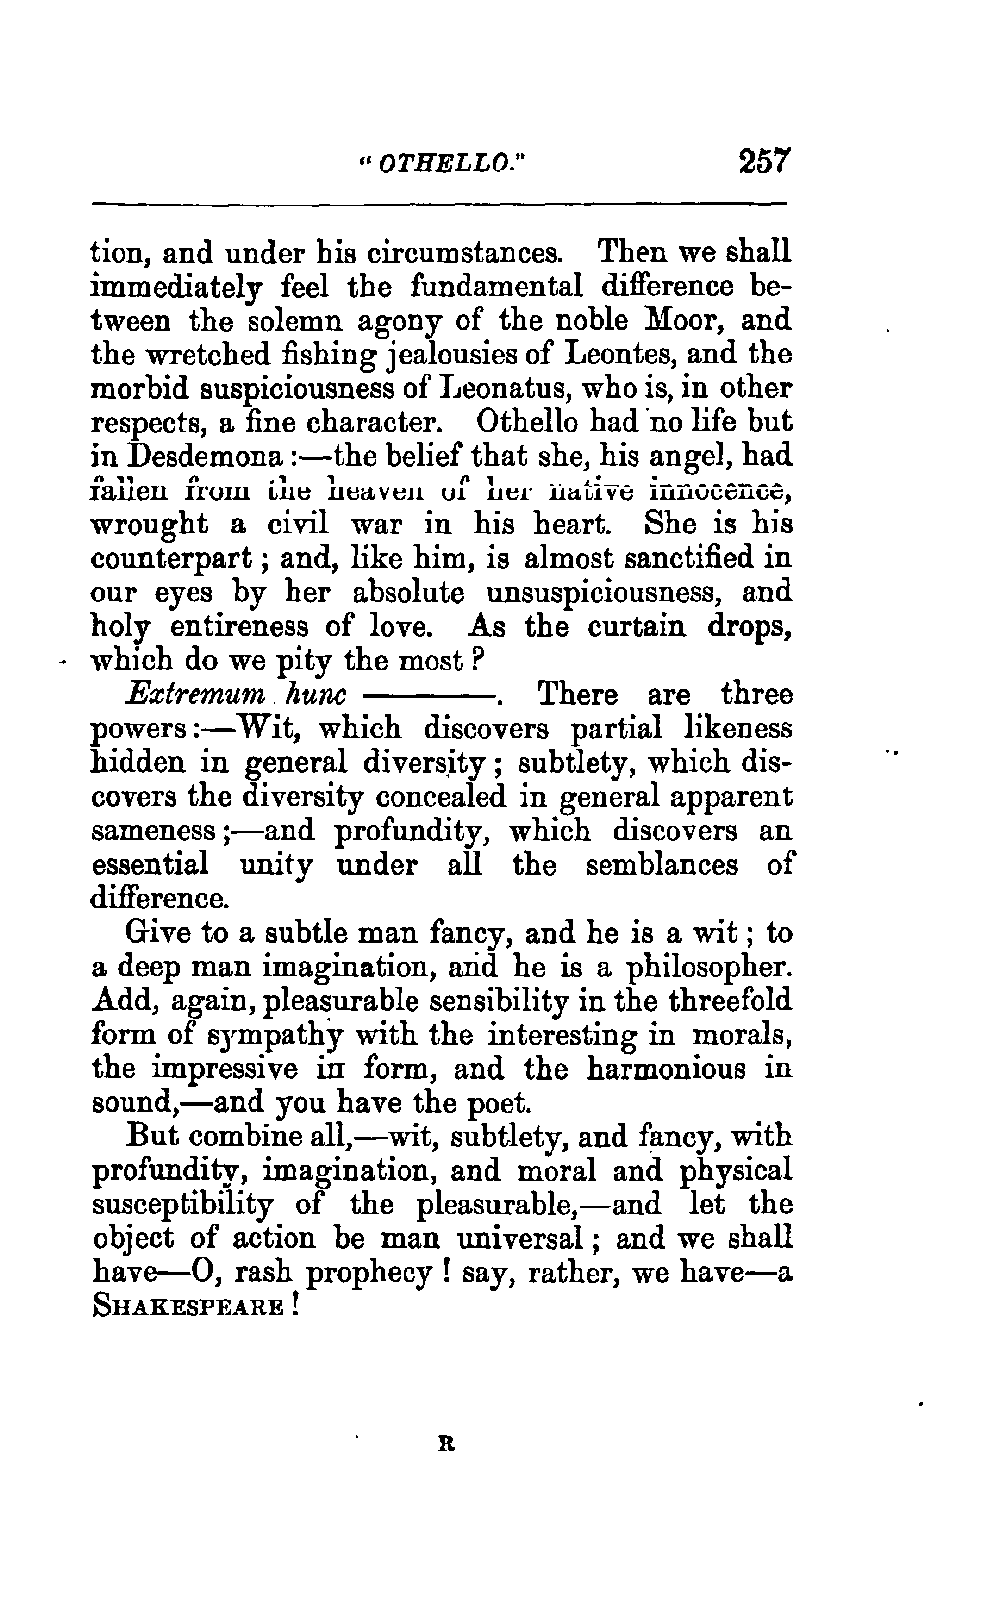 “ OTHELLO.” 257
tion, and under his circumstances. Then we shall
immediately feel the fundamental difference be-
tween the solemn agony of the noble Moor, and
the wretched fishing jealousies of Leontes, and the
morbid suspiciousness of Leonatus, who is, in other
respects, a fine character. Othello had no life but
in Desdemona :—the belief that she, his angel, had
fallen from the heaven of her native innocence,
wrought a civil war in his heart. She is his
counterpart ; and, like him, is almost sanctified in
our eyes by her absolute unsuspiciousness, and
holy entireness of love. As the curtain drops,
which do we pity the most ?
Extremum hunc ———. There are three
powers :—Wit, which discovers partial likeness
hidden in general diversity ; subtlety, which dis-
covers the diversity concealed in general apparent
sameness ;—and profundity, which discovers an
essential unity under all the semblances of
difference.
Give to a subtle man fancy, and he is a wit ; to
a deep man imagination, and he is a philosopher.
Add, again, pleasurable sensibility in the threefold
form of sympathy with the interesting in morals,
the impressive in form, and the harmonious in
sound,—and you have the poet.
But combine all,—wit, subtlety, and fancy, with
profundity, imagination, and moral and physical
susceptibility of the pleasurable,—and let the
object of action be man universal ; and we shall
have—O, rash prophecy ! say, rather, we have—a
SHAKESPEARE !
R